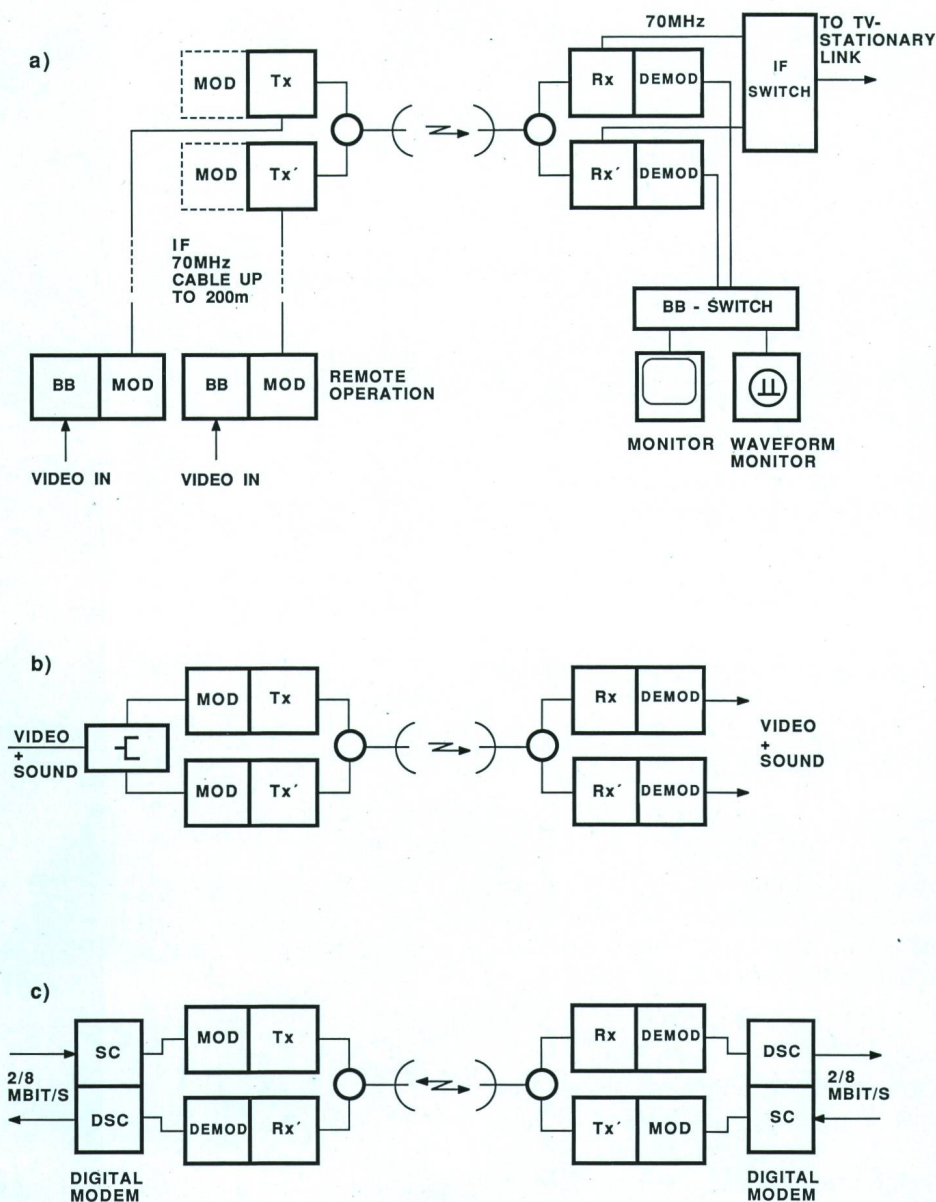 a)
MOD
Tx
MOD
Tx´
IF
70MHz
CABLE UP
TO 200m
BB
MOD
BB
MOD
REMOTE
OPERATION
VIDEO IN
VIDEO IN
70MHz
Rx
DEMOD
Rx´
DEMOD
IF
SWITCH
TO TV-
STATIONARY
LINK
BB - SWITCH
MONITOR
WAVEFORM
MONITOR
b)
VIDEO
+
SOUND
MOD
Tx
MOD
Tx´
Rx
DEMOD
Rx´
DEMOD
VIDEO
+
SOUND
c)
2/8
MBIT/S
SC
DSC
DIGITAL
MODEM
MOD
Tx
DEMOD
Rx´
Rx
DEMOD
Tx´
MOD
DSC
SC
2/8
MBIT/S
DIGITAL
MODEM